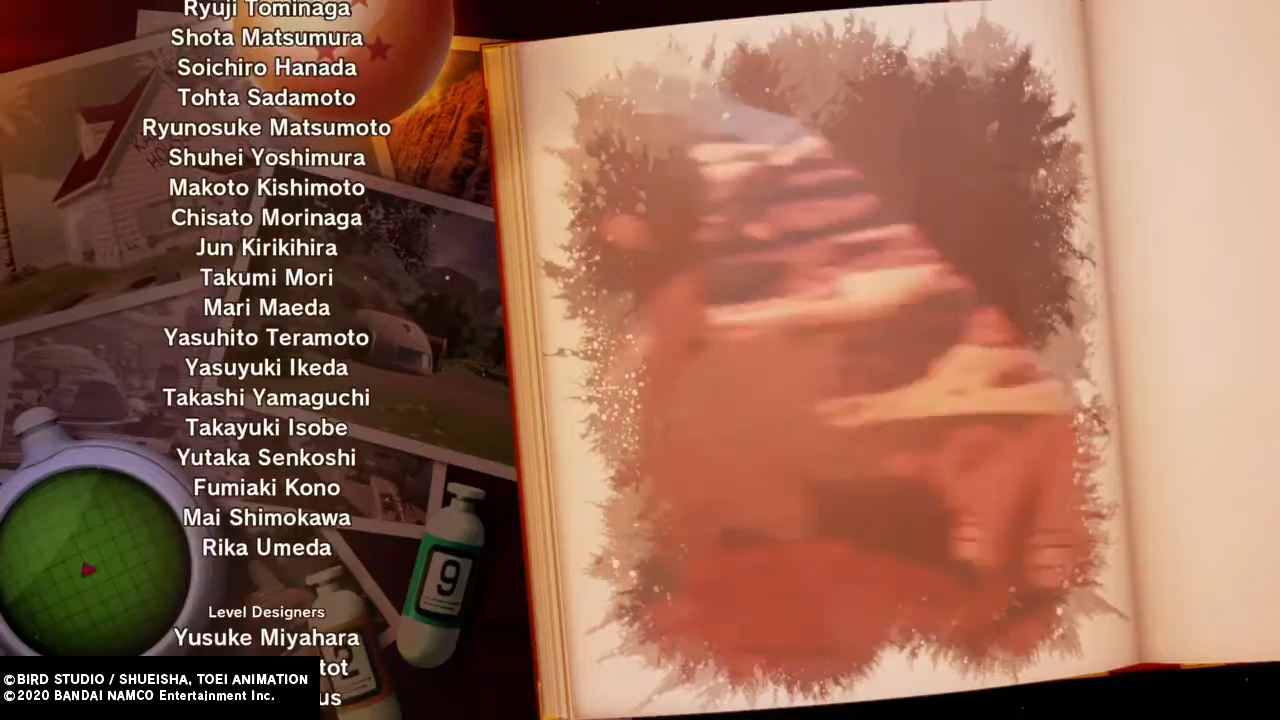 Ryuji Tominaga
Shota Matsumura
Soichiro Hanada
Tohta Sadamoto
Ryunosuke Matsumoto
Shuhei Yoshimura
Makoto Kishimoto
Chisato Morinaga
Jun Kirikihira
Takumi Mori
Mari Maeda
Yasuhito Teramoto
Yasuyuki Ikeda
Takashi Yamaguchi
Takayuki Isobe
Yutaka Senkoshi
Fumiaki Kono
Mai Shimokawa
Rika Umeda
Level Designers
Yusuke Miyahara
9
2
©BIRD STUDIO / SHUEISHA, TOEI ANIMATION
©2020 BANDAI NAMCO Entertainment Inc.